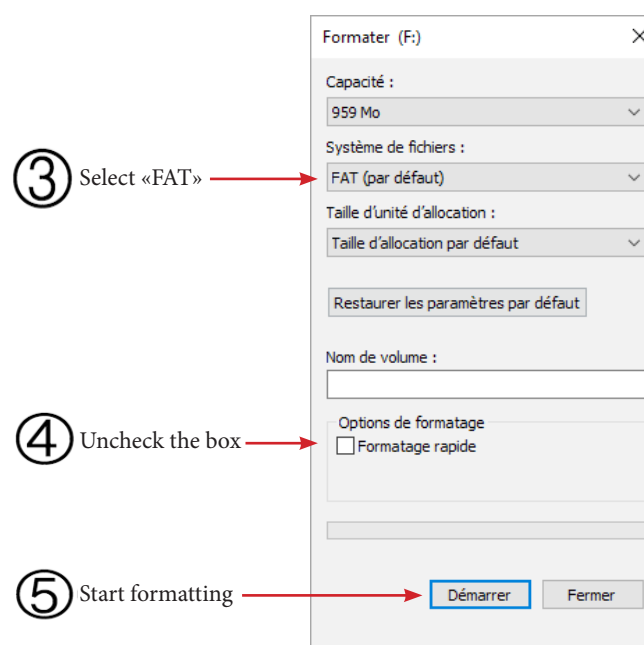 Formater (F:)
Capacité :
959 Mo
Système de fichiers :
③ Select «FAT»
FAT (par défaut)
Taille d'unité d'allocation :
Taille d'allocation par défaut
Restaurer les paramètres par défaut
Nom de volume :
Options de formatage
④ Uncheck the box
Formatage rapide
⑤ Start formatting
Démarrer
Fermer